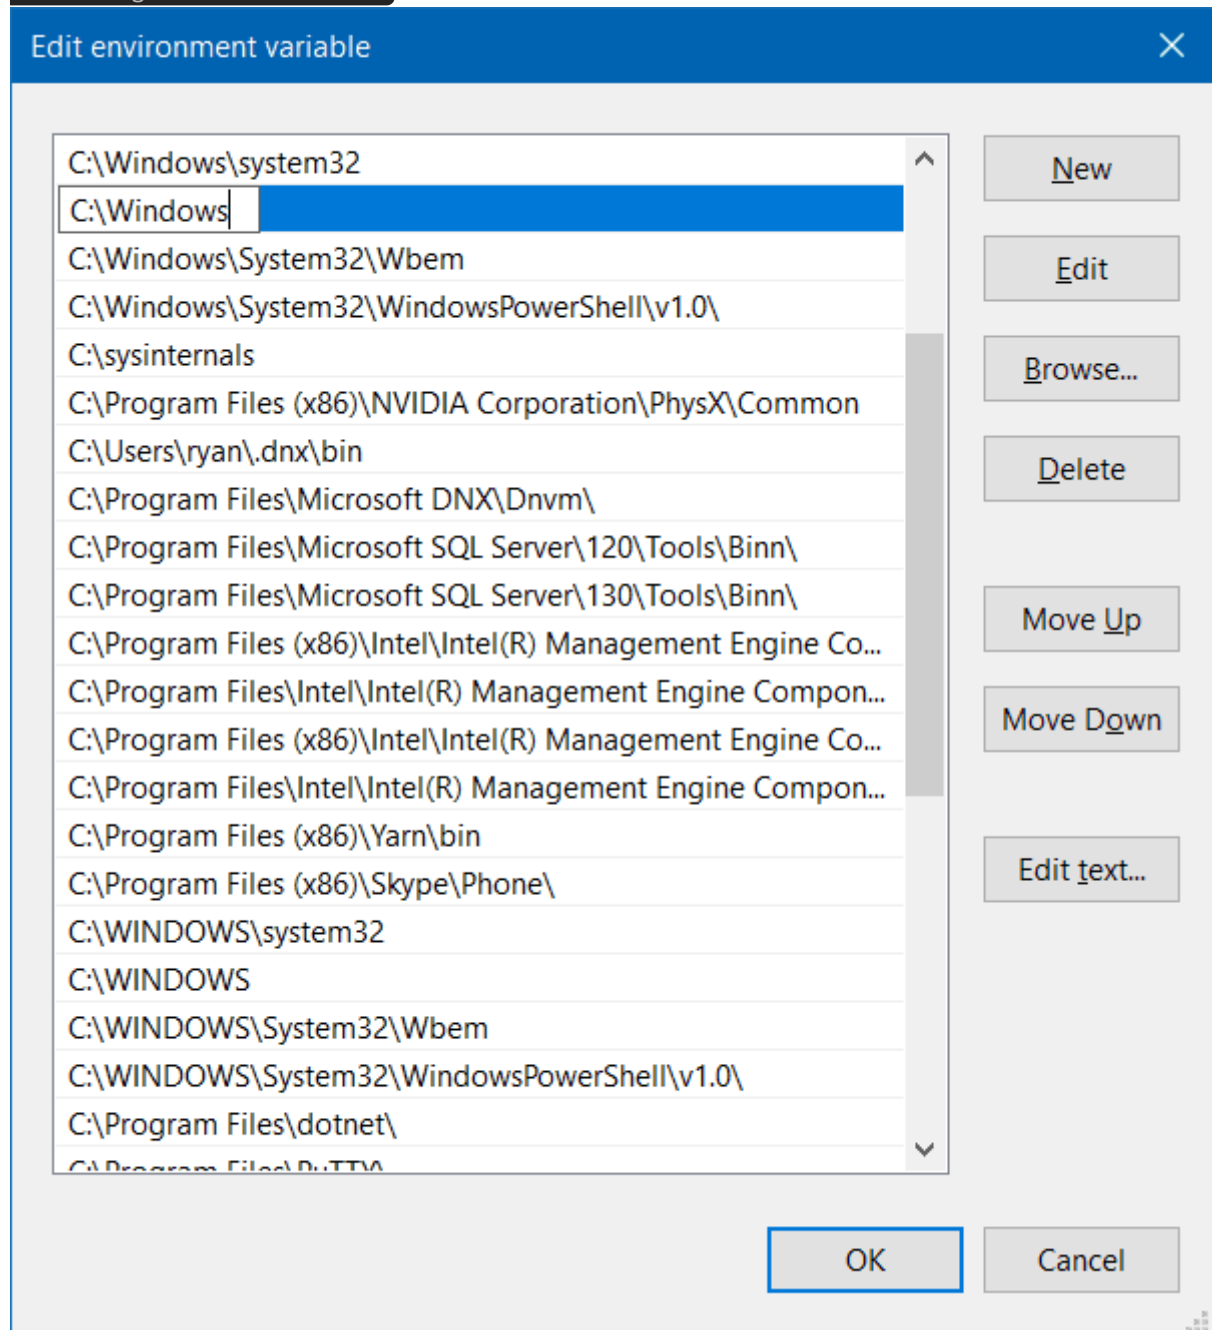 Edit environment variable
C:\Windows\system32
C:\Windows
C:\Windows\System32\Wbem
C:\Windows\System32\WindowsPowerShell\v1.0\
C:\sysinternals
C:\Program Files (x86)\NVIDIA Corporation\PhysX\Common
C:\Users\ryan\.dnx\bin
C:\Program Files\Microsoft DNX\Dnvm\
C:\Program Files\Microsoft SQL Server\120\Tools\Binn\
C:\Program Files\Microsoft SQL Server\130\Tools\Binn\
C:\Program Files (x86)\Intel\Intel(R) Management Engine Co...
C:\Program Files\Intel\Intel(R) Management Engine Compon...
C:\Program Files (x86)\Intel\Intel(R) Management Engine Co...
C:\Program Files\Intel\Intel(R) Management Engine Compon...
C:\Program Files (x86)\Yarn\bin
C:\Program Files (x86)\Skype\Phone\
C:\WINDOWS\system32
C:\WINDOWS
C:\WINDOWS\System32\Wbem
C:\WINDOWS\System32\WindowsPowerShell\v1.0\
C:\Program Files\dotnet\
C:\Program Files\PuTTY\
New
Edit
Browse...
Delete
Move Up
Move Down
Edit text...
OK
Cancel